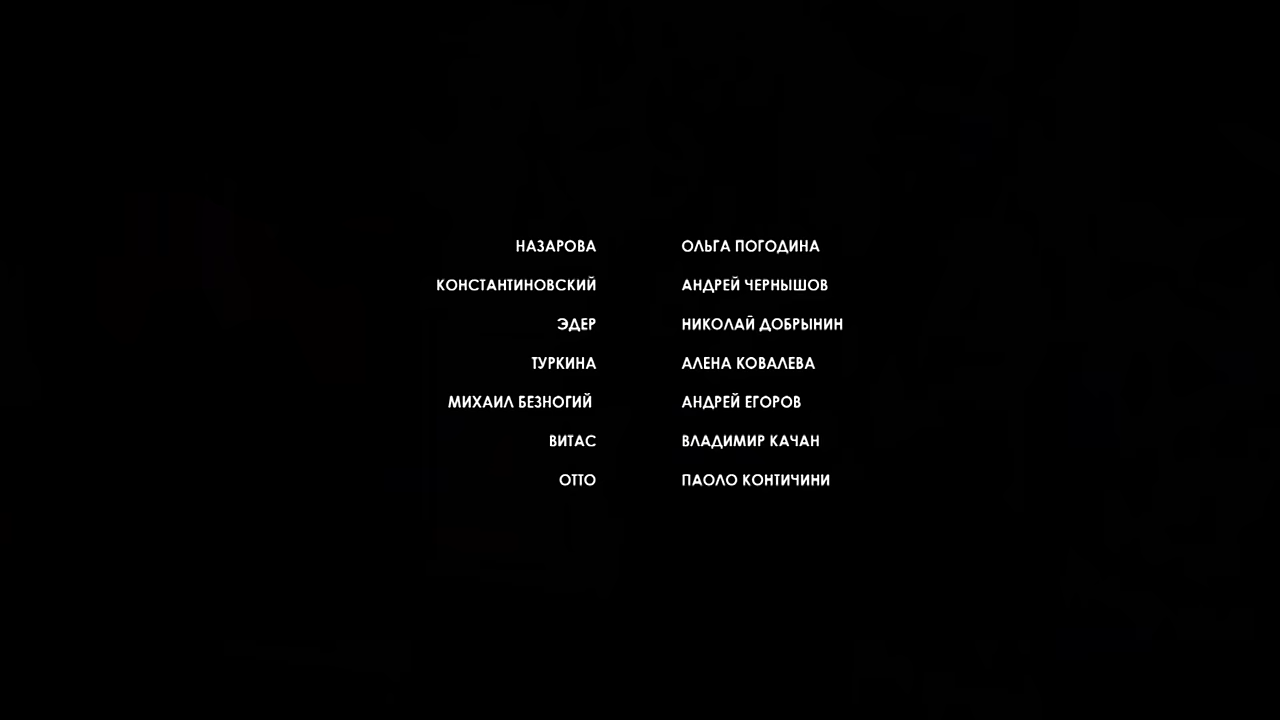 НАЗАРОВА ОЛЬГА ПОГОДИНА
КОНСТАНТИНОВСКИЙ АНДРЕЙ ЧЕРНЫШОВ
ЭДЕР НИКОЛАЙ ДОБРЫНИН
ТУРКИНА АЛЕНА КОВАЛЕВА
МИХАИЛ БЕЗНОГИЙ АНДРЕЙ ЕГОРОВ
ВИТАС ВЛАДИМИР КАЧАН
ОТТО ПАОЛО КОНТИЧИНИ